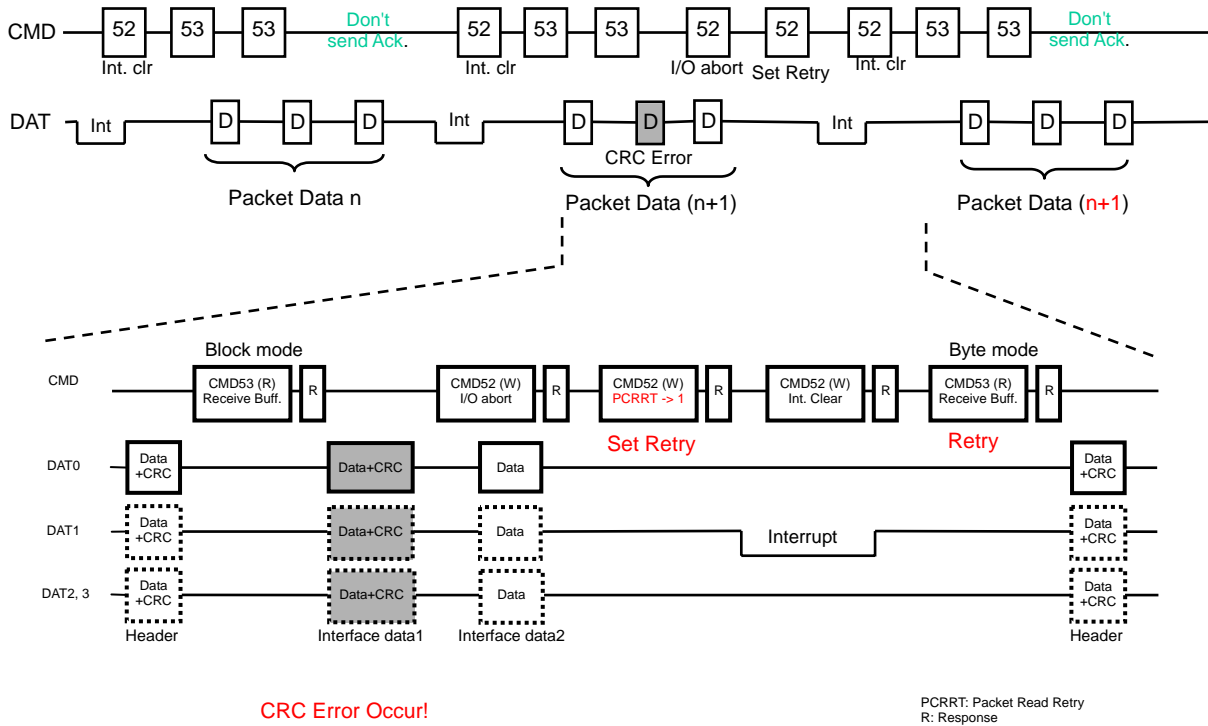 CMD 52 53 53 Don't send Ack. 52 53 53 52 52 52 53 53 Don't send Ack.
Int. clr Int. clr I/O abort Set Retry Int. clr
DAT Int D D D Int D D D Int D D D
CRC Error
Packet Data n Packet Data (n+1) Packet Data (n+1)
Block mode Byte mode
CMD CMD53 (R) Receive Buff. R CMD52 (W) I/O abort R CMD52 (W) PCRRT -> 1 R CMD52 (W) Int. Clear R CMD53 (R) Receive Buff. R
Set Retry Retry
DAT0 Data +CRC Data+CRC Data Data +CRC
DAT1 Data +CRC Data+CRC Data Interrupt Data +CRC
DAT2, 3 Data +CRC Data+CRC Data Data +CRC
Header Interface data1 Interface data2 Header
CRC Error Occur!
PCRRT: Packet Read Retry
R: Response